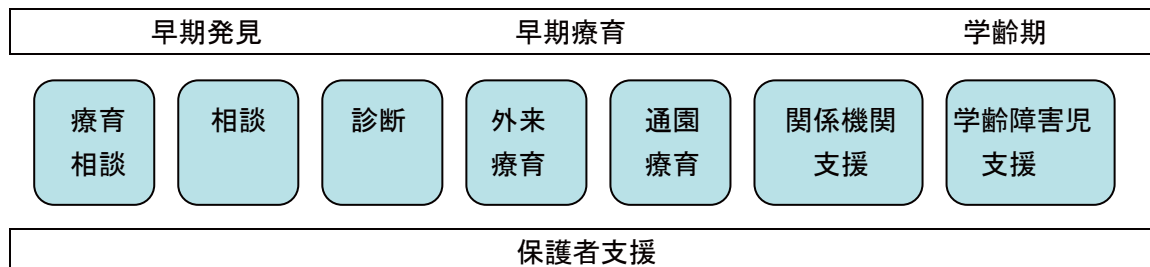 早期発見 早期療育 学齢期
療育
相談
相談
診断
外来
療育
通園
療育
関係機関
支援
学齢障害児
支援
保護者支援